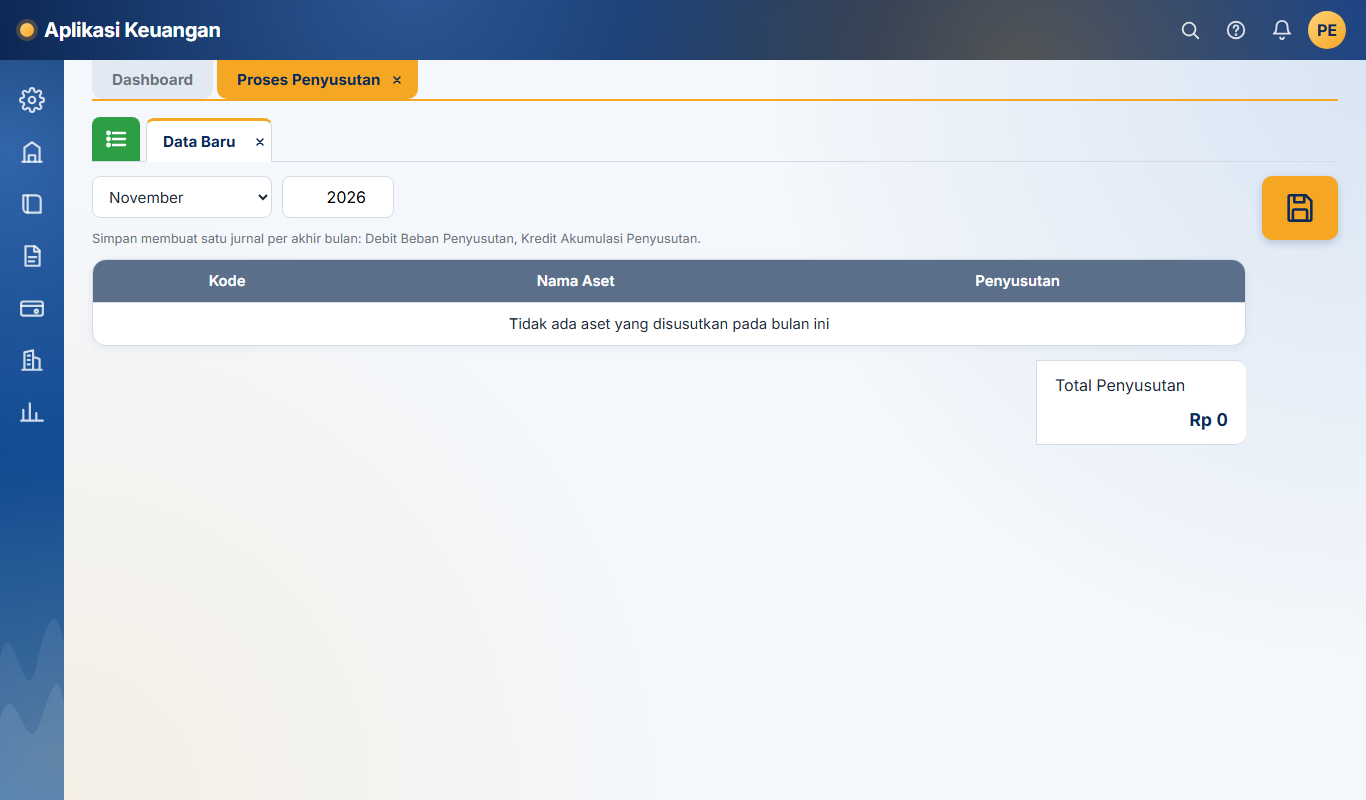 Aplikasi Keuangan
PE
Dashboard
Proses Penyusutan ×
Data Baru ×
November
2026
Simpan membuat satu jurnal per akhir bulan: Debit Beban Penyusutan, Kredit Akumulasi Penyusutan.
Kode Nama Aset Penyusutan
Tidak ada aset yang disusutkan pada bulan ini
Total Penyusutan
Rp 0